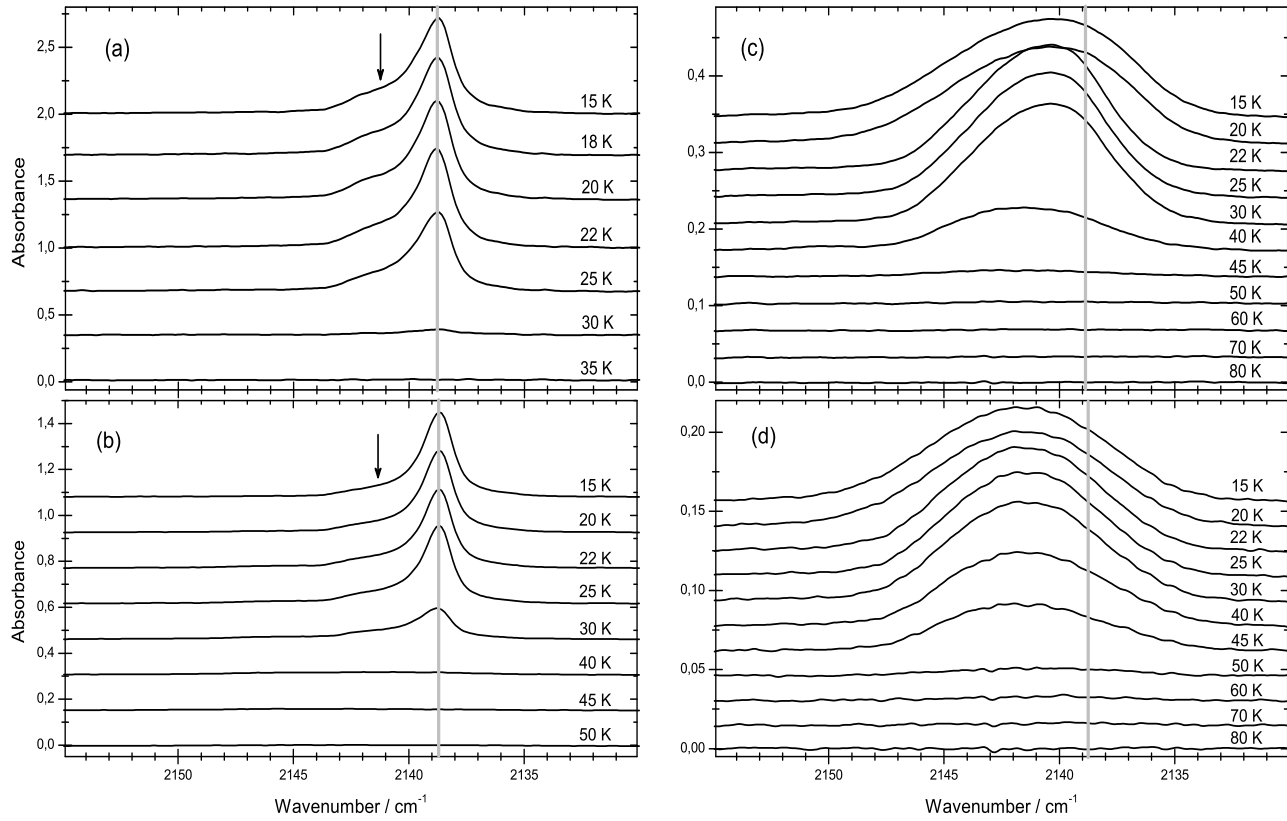 (a)
2,5
2,0
1,5
1,0
0,5
0,0
Absorbance
15 K
18 K
20 K
22 K
25 K
30 K
35 K
(b)
1,4
1,2
1,0
0,8
0,6
0,4
0,2
0,0
Absorbance
15 K
20 K
22 K
25 K
30 K
40 K
45 K
50 K
2150
2145
2140
2135
Wavenumber / cm⁻¹
(c)
0,4
0,3
0,2
0,1
0,0
15 K
20 K
22 K
25 K
30 K
40 K
45 K
50 K
60 K
70 K
80 K
(d)
0,20
0,15
0,10
0,05
0,00
15 K
20 K
22 K
25 K
30 K
40 K
45 K
50 K
60 K
70 K
80 K
2150
2145
2140
2135
Wavenumber / cm⁻¹